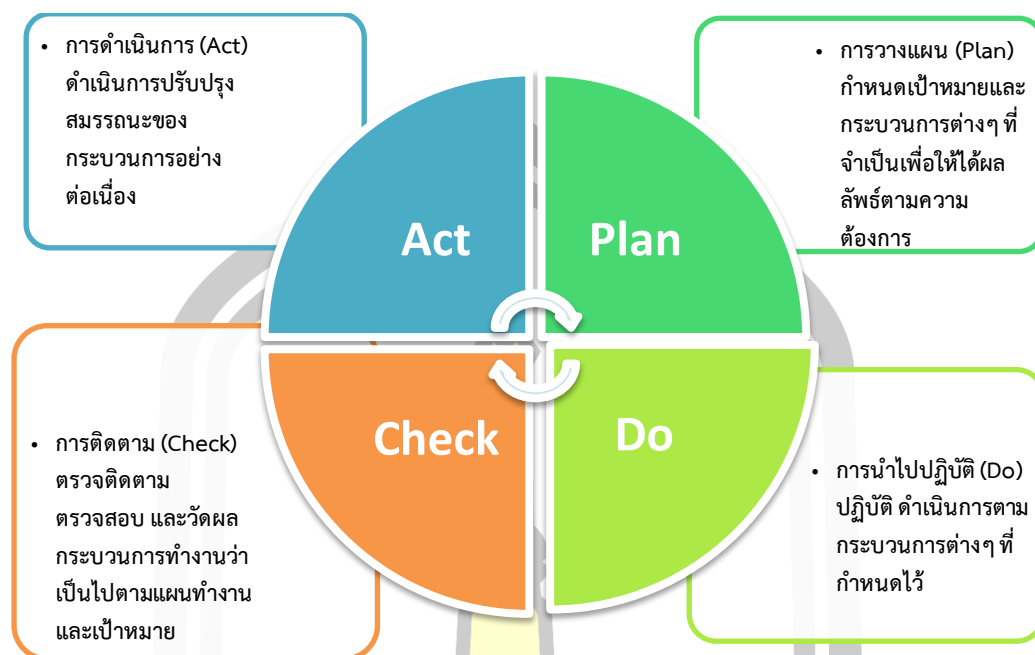 • การดำเนินการ (Act)
ดำเนินการปรับปรุง
สมรรถนะของ
กระบวนการอย่าง
ต่อเนื่อง
• การวางแผน (Plan)
กำหนดเป้าหมายและ
กระบวนการต่างๆ ที่
จำเป็นเพื่อให้ได้ผล
ลัพธ์ตามความ
ต้องการ
Act
Plan
Check
Do
• การติดตาม (Check)
ตรวจติดตาม
ตรวจสอบ และวัดผล
กระบวนการทำงานว่า
เป็นไปตามแผนทำงาน
และเป้าหมาย
• การนำไปปฏิบัติ (Do)
ปฏิบัติ ดำเนินการตาม
กระบวนการต่างๆ ที่
กำหนดไว้